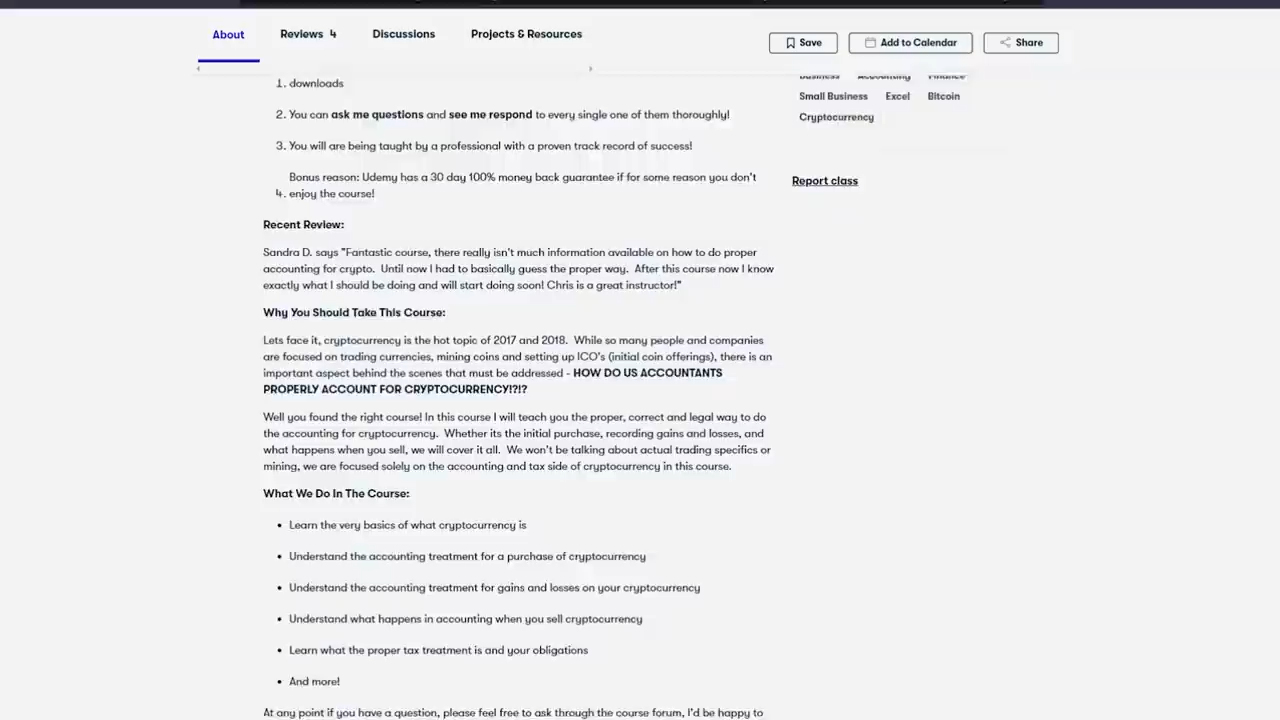 About
Reviews 4
Discussions
Projects & Resources
Save
Add to Calendar
Share
1. downloads
2. You can ask me questions and see me respond to every single one of them thoroughly!
3. You will are being taught by a professional with a proven track record of success!
Bonus reason: Udemy has a 30 day 100% money back guarantee if for some reason you don't
4. enjoy the course!
Recent Review:
Sandra D. says "Fantastic course, there really isn't much information available on how to do proper
accounting for crypto. Until now I had to basically guess the proper way. After this course now I know
exactly what I should be doing and will start doing soon! Chris is a great instructor!"
Why You Should Take This Course:
Lets face it, cryptocurrency is the hot topic of 2017 and 2018. While so many people and companies
are focused on trading currencies, mining coins and setting up ICO's (initial coin offerings), there is an
important aspect behind the scenes that must be addressed - HOW DO US ACCOUNTANTS
PROPERLY ACCOUNT FOR CRYPTOCURRENCY!?!?
Well you found the right course! In this course I will teach you the proper, correct and legal way to do
the accounting for cryptocurrency. Whether its the initial purchase, recording gains and losses, and
what happens when you sell, we will cover it all. We won't be talking about actual trading specifics or
mining, we are focused solely on the accounting and tax side of cryptocurrency in this course.
What We Do In The Course:
• Learn the very basics of what cryptocurrency is
• Understand the accounting treatment for a purchase of cryptocurrency
• Understand the accounting treatment for gains and losses on your cryptocurrency
• Understand what happens in accounting when you sell cryptocurrency
• Learn what the proper tax treatment is and your obligations
• And more!
At any point if you have a question, please feel free to ask through the course forum, I'd be happy to
Business Accounting Finance
Small Business Excel Bitcoin
Cryptocurrency
Report class